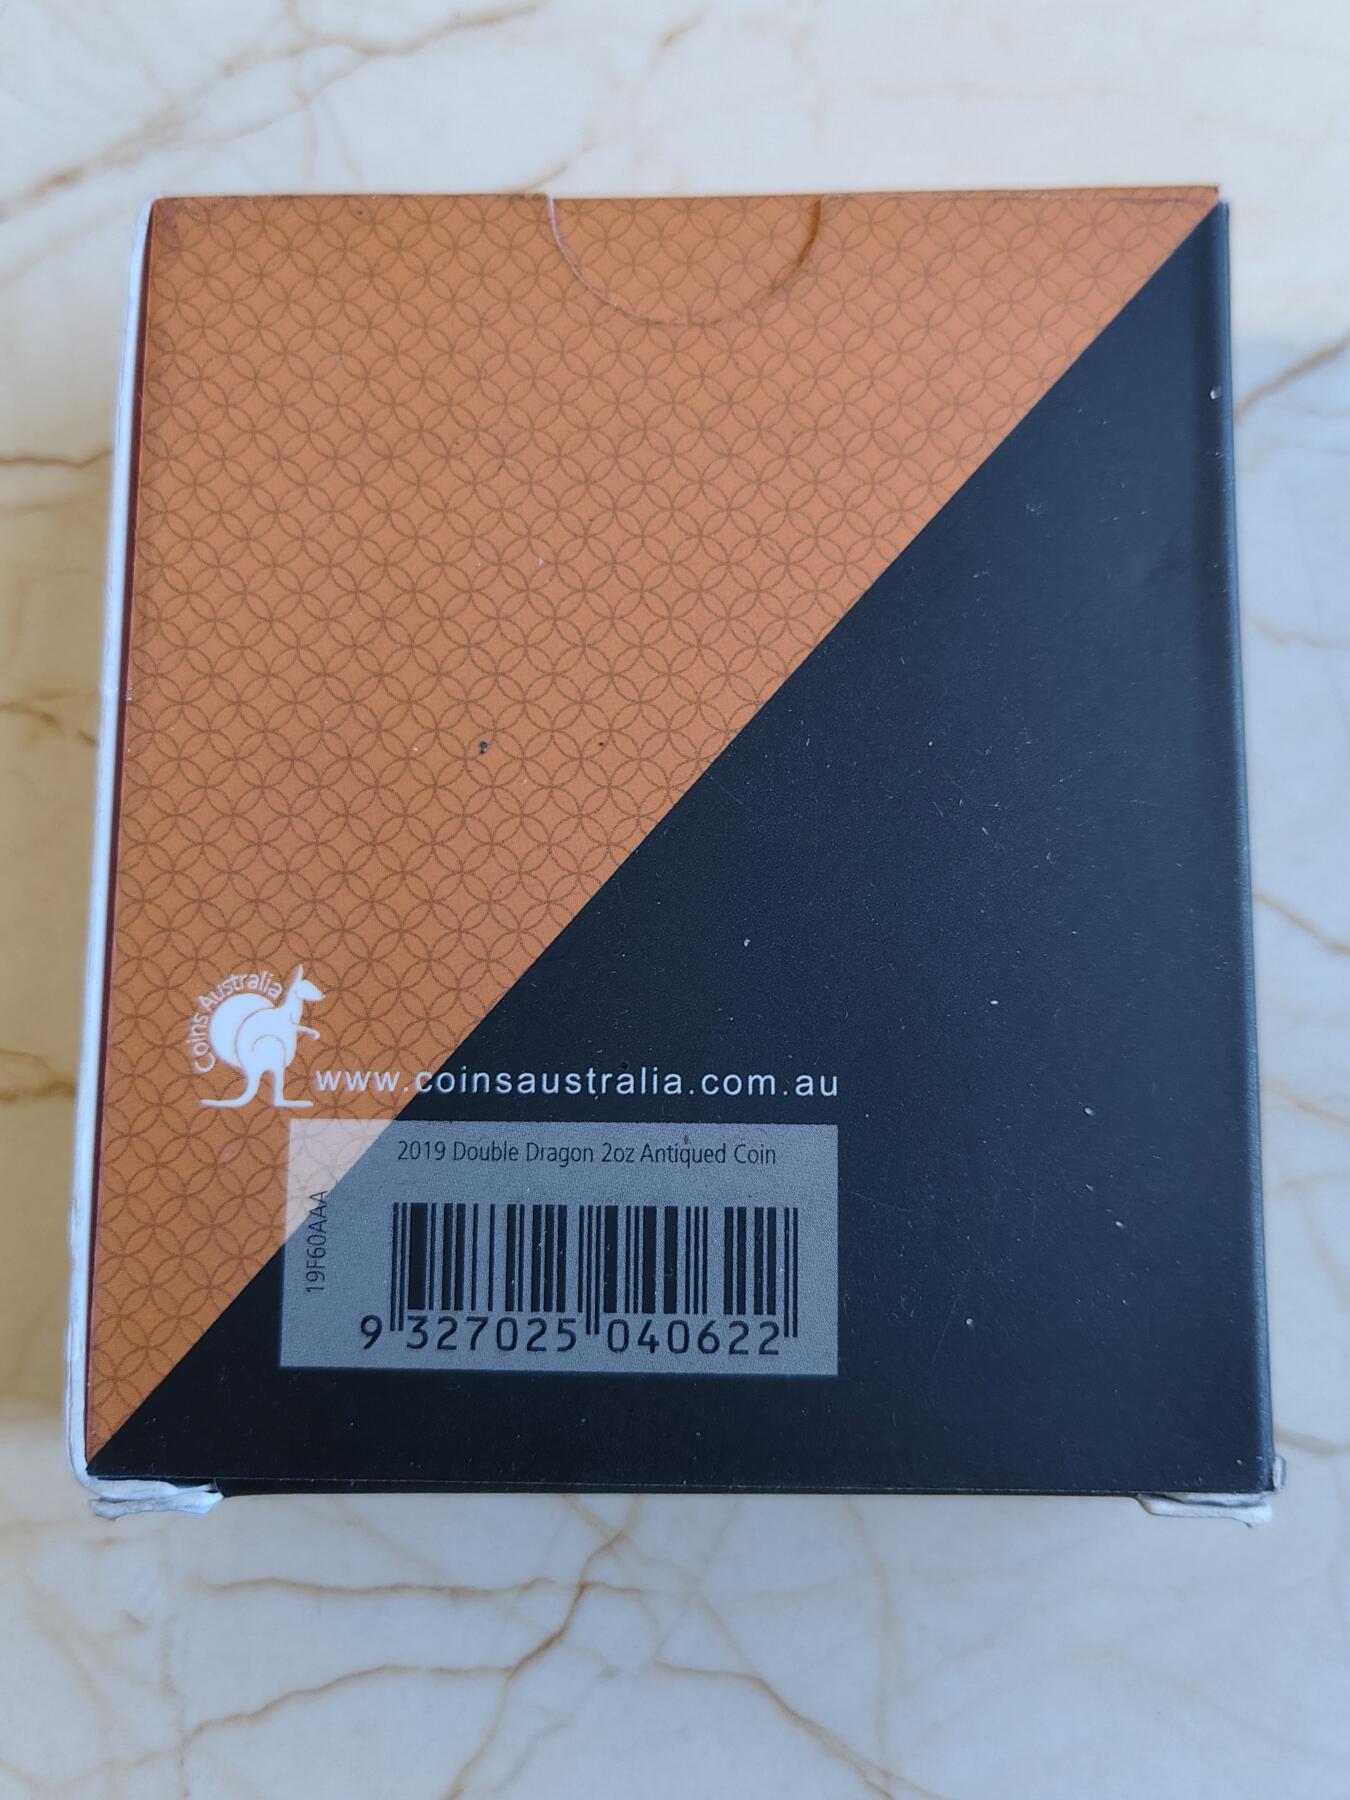 Coins Australia
www.coinsaustralia.com.au
2019 Double Dragon 2oz Antiqued Coin
19F60AAA
9 327025 040622